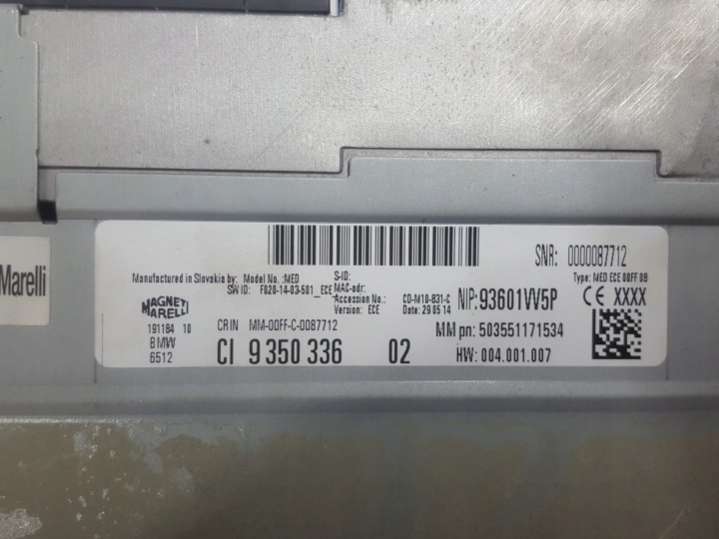 Marelli
SNR: 0000087712
Manufactured in Slovakia by: Model No.: MED S-ID: Type: MED ECE 00FF 0B
SW ID: F020-14-03-501_ECE MAC-adr:
MAGNETI Accession No.: CO-M10-831-C NIP: 93601VV5P CE XXXX
MARELLI Version: ECE Date: 29 05 14
191184 10 CRIN MM-00FF-C-0087712 MM pn: 503551171534
BMW
6512 CI 9 350 336 02 HW: 004.001.007